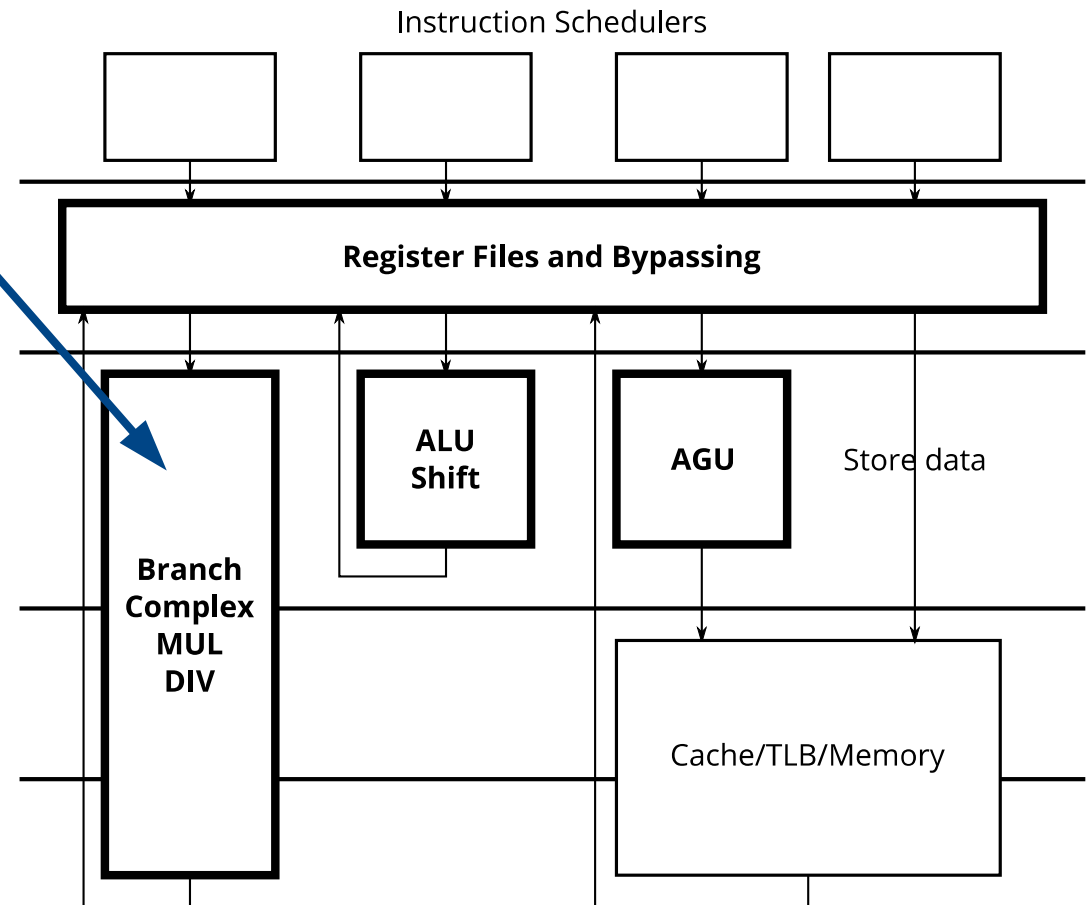 Instruction Schedulers
Register Files and Bypassing
ALU
Shift
AGU
Store data
Branch
Complex
MUL
DIV
Cache/TLB/Memory